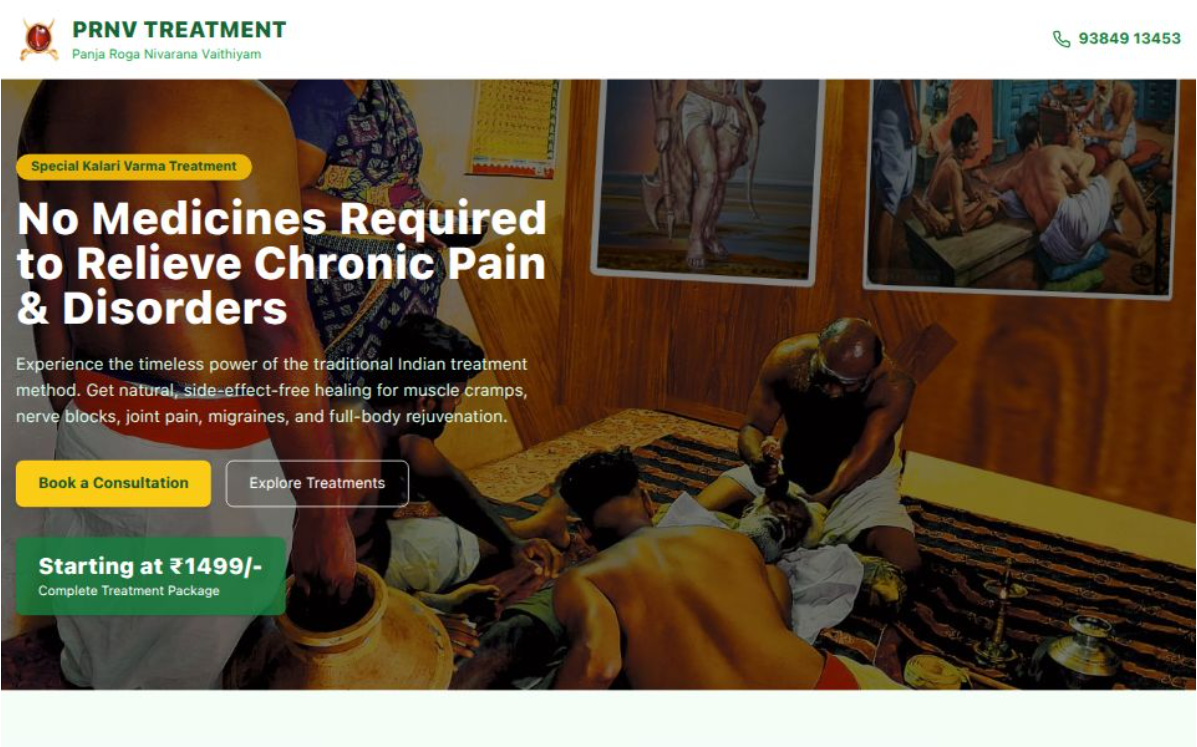 PRNV TREATMENT
Panja Roga Nivarana Vaithiyam
93849 13453
Special Kalari Varma Treatment
No Medicines Required
to Relieve Chronic Pain
& Disorders
Experience the timeless power of the traditional Indian treatment
method. Get natural, side-effect-free healing for muscle cramps,
nerve blocks, joint pain, migraines, and full-body rejuvenation.
Book a Consultation
Explore Treatments
Starting at ₹1499/-
Complete Treatment Package